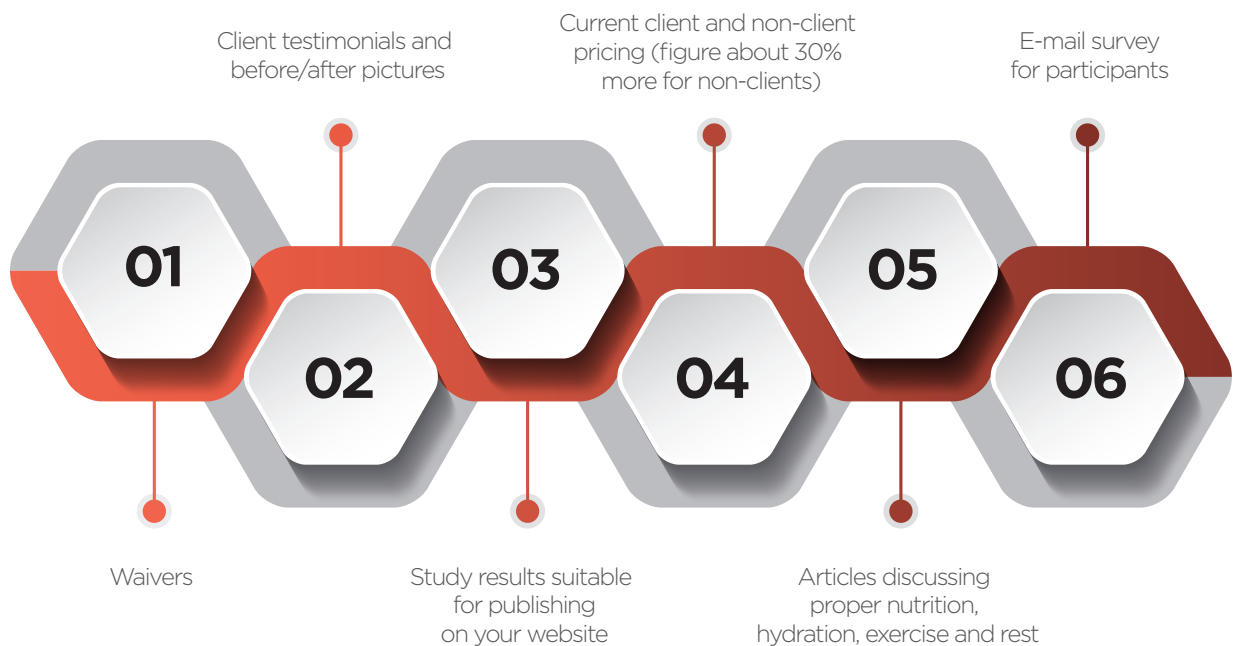 Client testimonials and
before/after pictures
Current client and non-client
pricing (figure about 30%
more for non-clients)
E-mail survey
for participants
01
02
03
04
05
06
Waivers
Study results suitable
for publishing
on your website
Articles discussing
proper nutrition,
hydration, exercise and rest